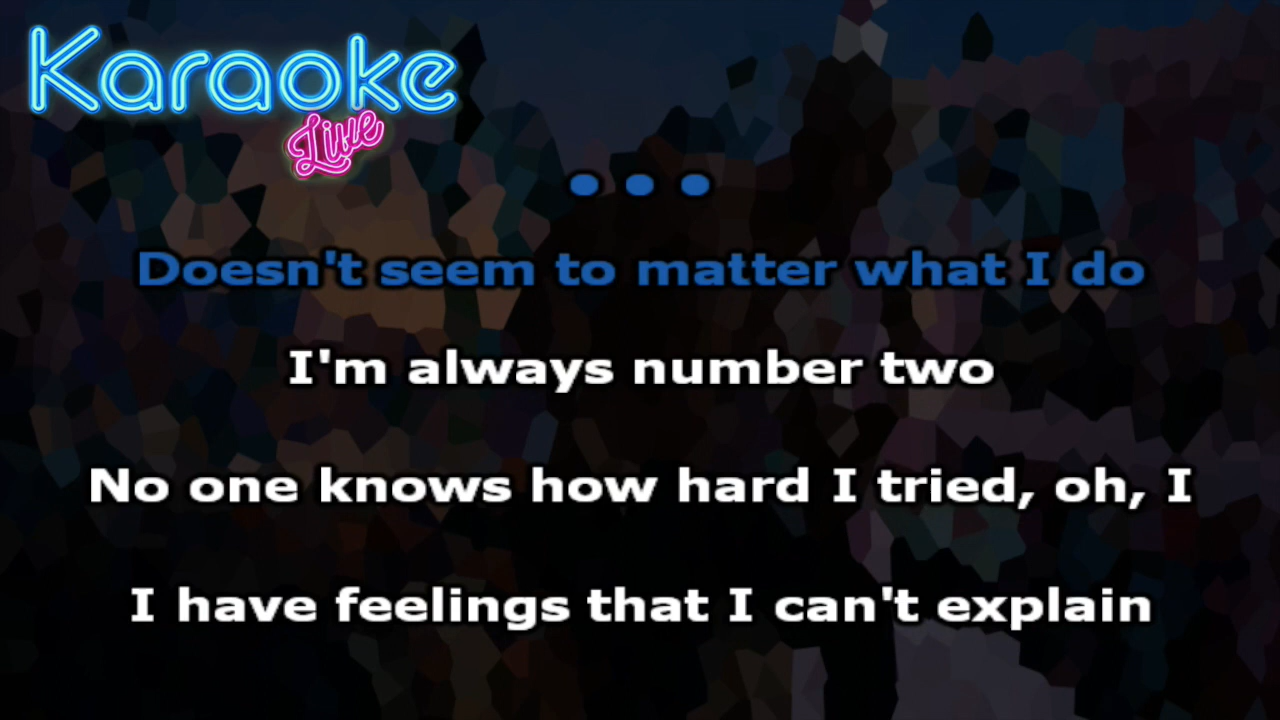 Karaoke
Live
• • •
Doesn't seem to matter what I do
I'm always number two
No one knows how hard I tried, oh, I
I have feelings that I can't explain